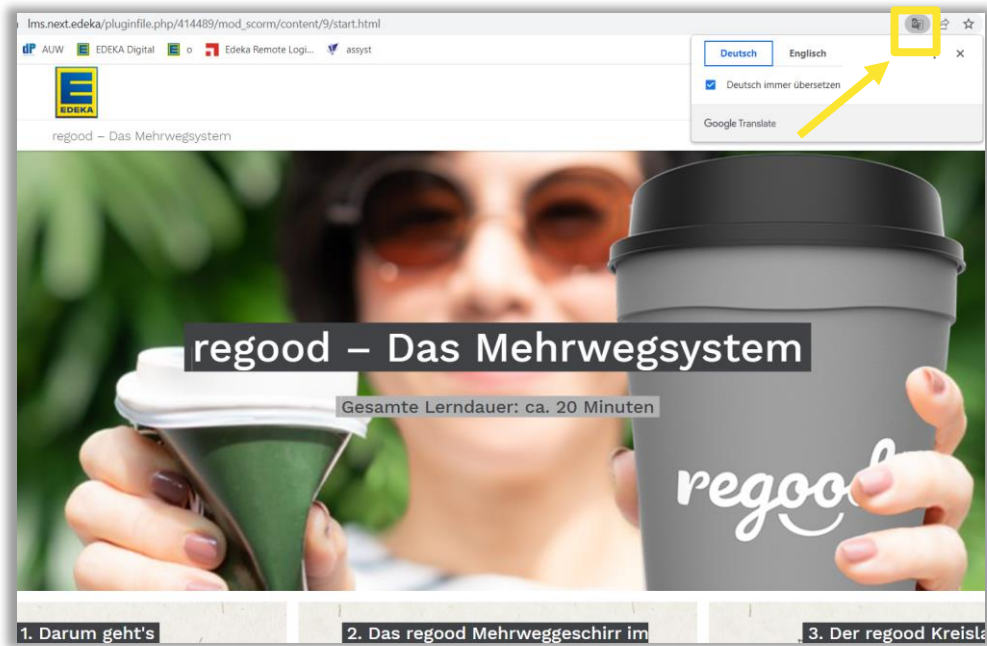 lms.next.edeka/pluginfile.php/414489/mod_scorm/content/9/start.html
dP AUW EDEKA Digital o Edeka Remote Logi... assyst
Deutsch Englisch
Deutsch immer übersetzen
Google Translate
EDEKA
regood – Das Mehrwegsystem
regood – Das Mehrwegsystem
Gesamte Lerndauer: ca. 20 Minuten
regood
1. Darum geht's
2. Das regood Mehrweggeschirr im
3. Der regood Kreisla